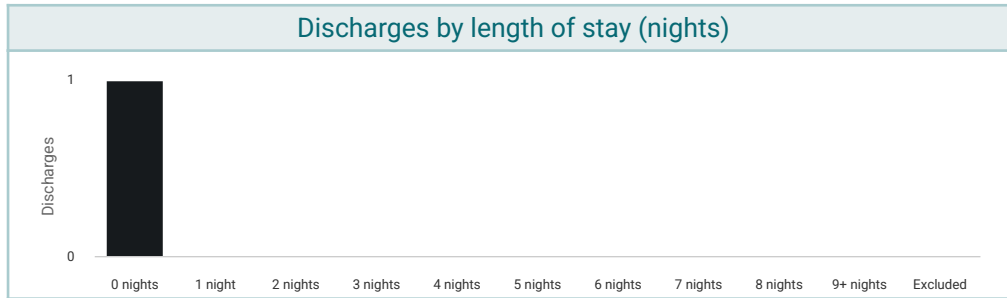 Discharges by length of stay (nights)
1
Discharges
0
0 nights 1 night 2 nights 3 nights 4 nights 5 nights 6 nights 7 nights 8 nights 9+ nights Excluded